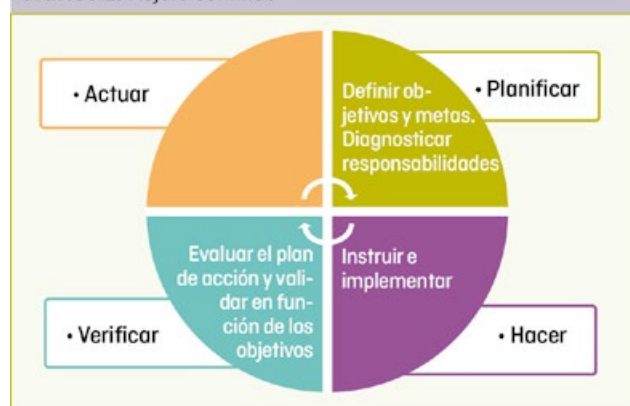 • Actuar
Definir ob-
jetivos y metas.
Diagnosticar
responsabilidades
• Planificar
Evaluar el plan
de acción y vali-
dar en fun-
ción de los
objetivos
Instruir e
implementar
• Verificar
• Hacer